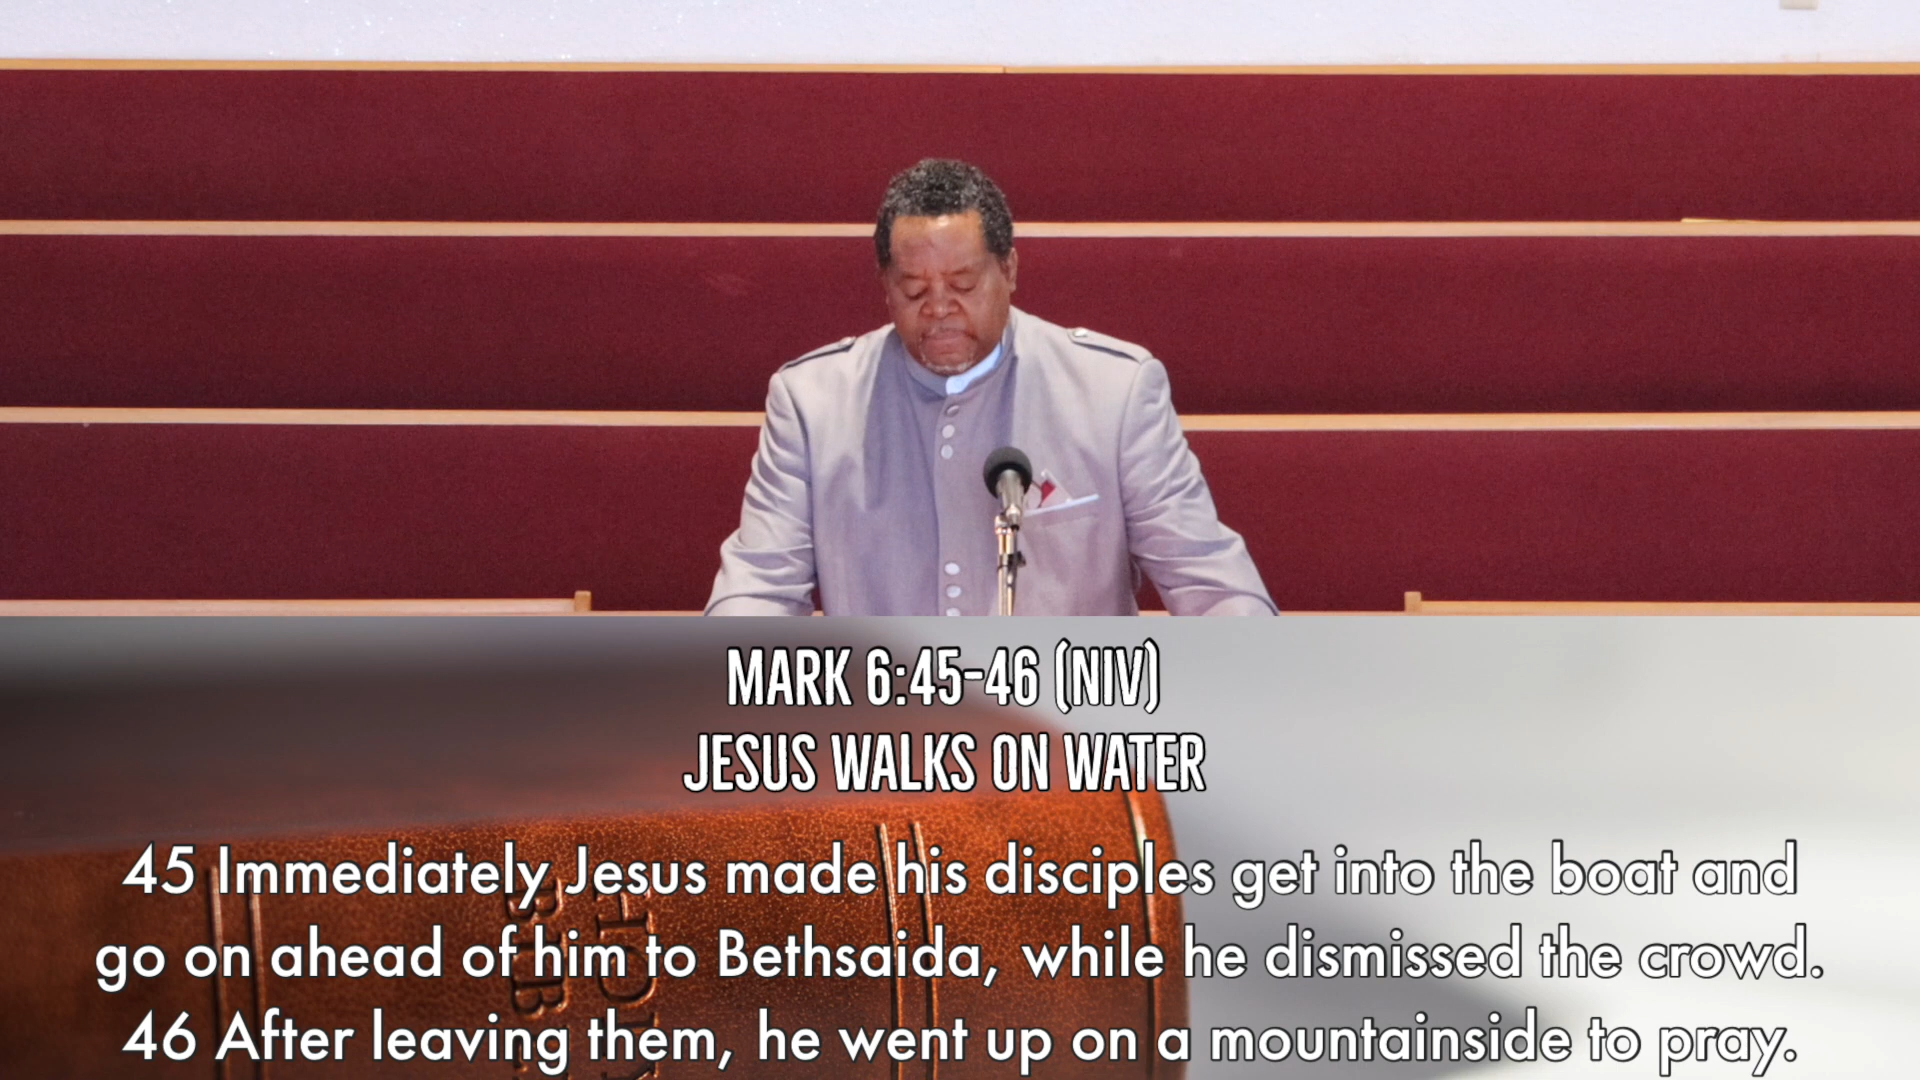 MARK 6:45-46 (NIV)
JESUS WALKS ON WATER
45 Immediately Jesus made his disciples get into the boat and
go on ahead of him to Bethsaida, while he dismissed the crowd.
46 After leaving them, he went up on a mountainside to pray.
HOLY
BIB